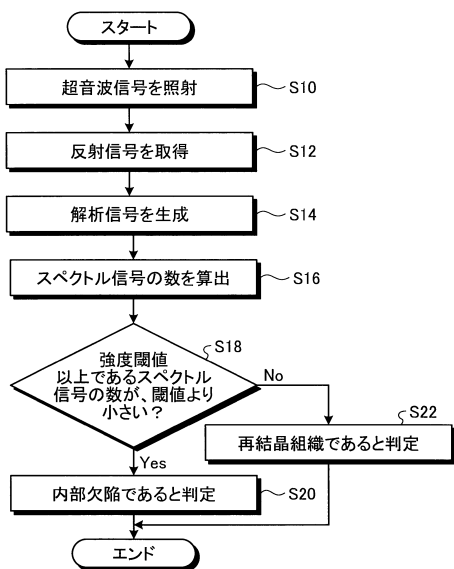 スタート
超音波信号を照射
S10
反射信号を取得
S12
解析信号を生成
S14
スペクトル信号の数を算出
S16
強度閾値
以上であるスペクトル
信号の数が、閾値より
小さい？
S18
No
S22
再結晶組織であると判定
Yes
内部欠陥であると判定
S20
エンド